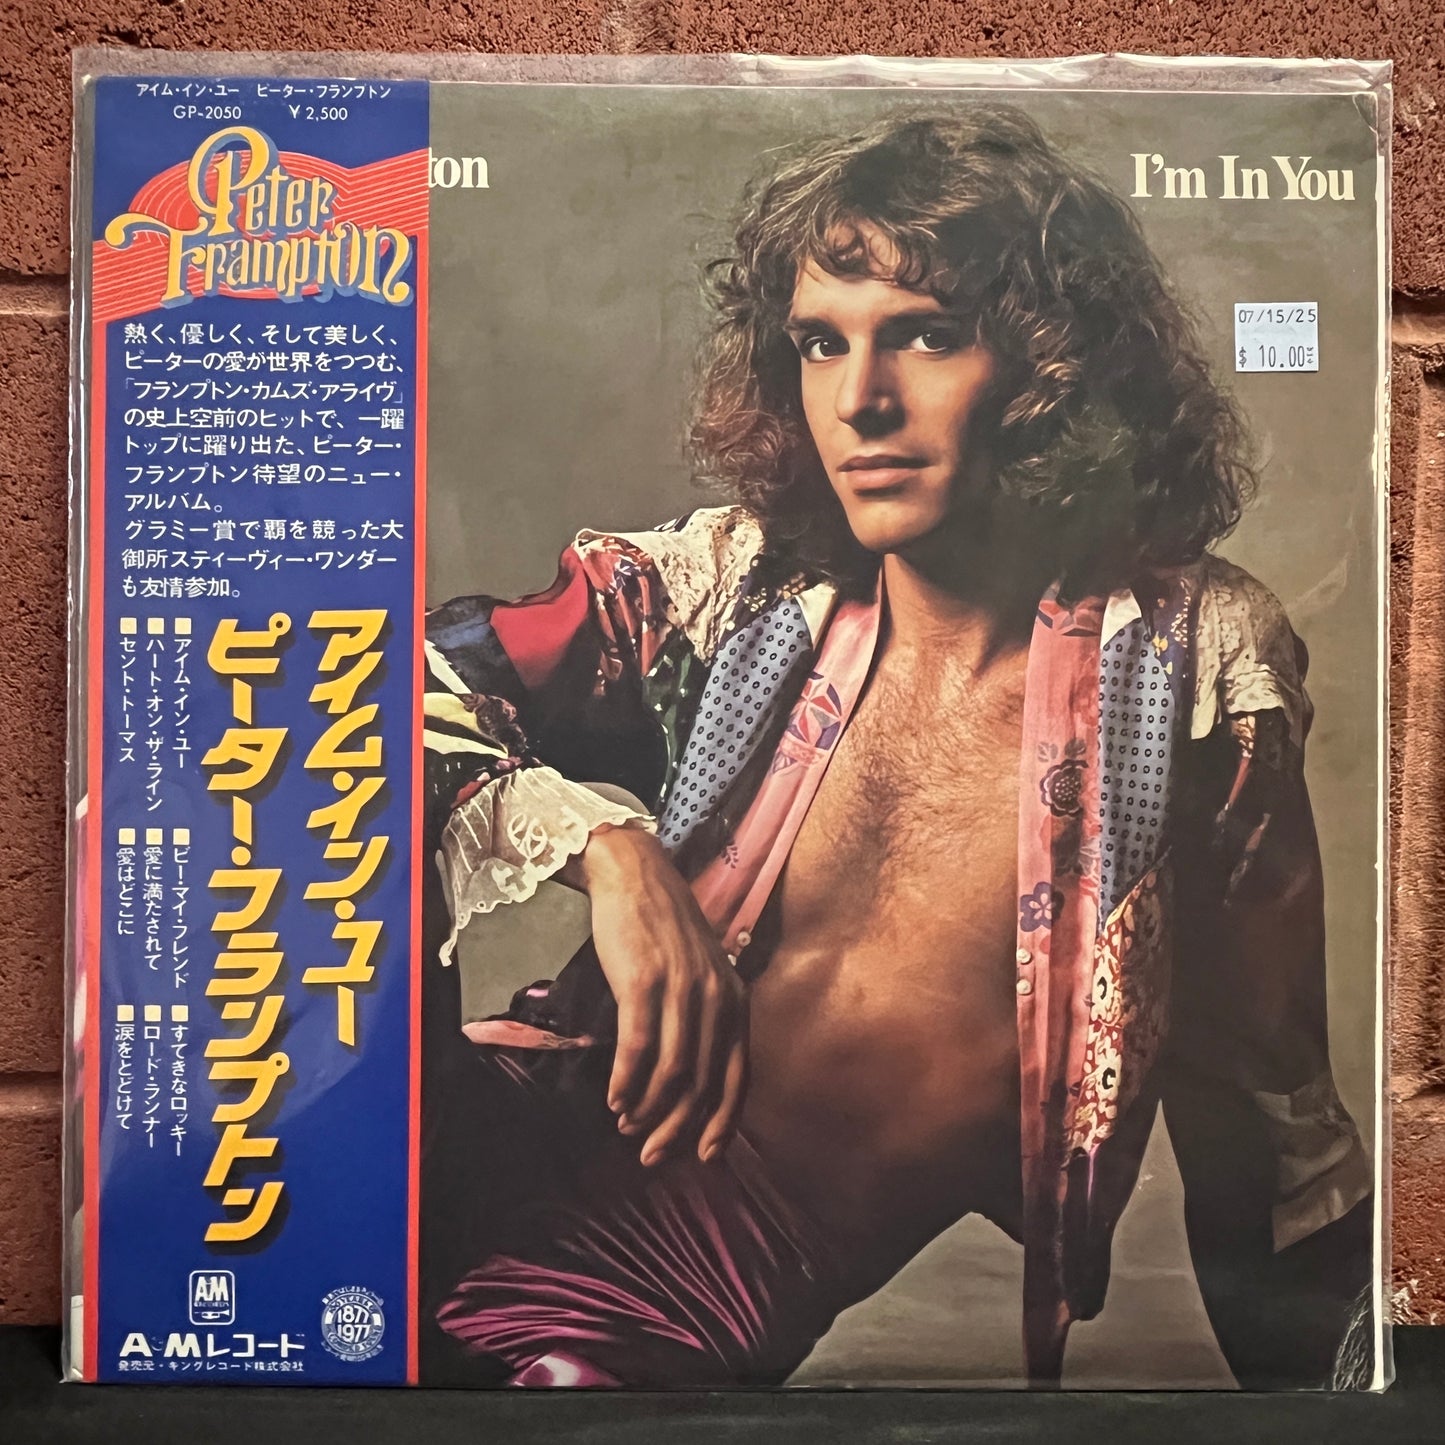 アイム・イン・ユー ピーター・フランプトン
GP-2050 ¥2,500
Peter
Frampton
熱く、優しく、そして美しく、
ピーターの愛が世界をつつむ、
「フランプトン・カムズ・アライヴ」
の史上空前のヒットで、一躍
トップに躍り出た、ピーター・
フランプトン待望のニュー・
アルバム。
グラミー賞で覇を競った大
御所スティーヴィー・ワンダー
も友情参加。
アイム・イン・ユー
ピーター・フランプトン
■アイム・イン・ユー
■ハート・オン・ザ・ライン
■セント・トーマス
■ビー・マイ・フレンド
■愛に満たされて
■愛はどこに
■すてきなロッキー
■ロード・ランナー
■涙をとどけて
A&M
RECORDS
A&Mレコード
発売元・キングレコード株式会社
1877
1977
ton
I'm In You
07/15/25
$ 10.00